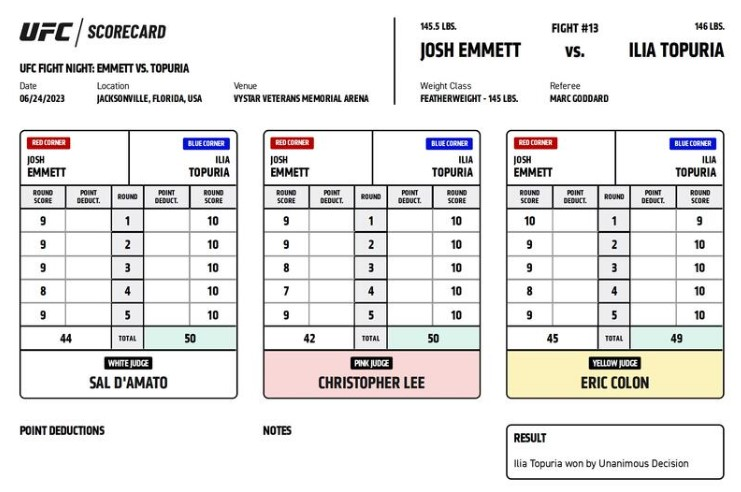 UFC / SCORECARD
UFC FIGHT NIGHT: EMMETT VS. TOPURIA
Date Location Venue
06/24/2023 JACKSONVILLE, FLORIDA, USA VYSTAR VETERANS MEMORIAL ARENA
145.5 LBS. FIGHT #13 146 LBS.
JOSH EMMETT VS. ILIA TOPURIA
Weight Class Referee
FEATHERWEIGHT - 145 LBS. MARC GODDARD
RED CORNER BLUE CORNER
JOSH ILIA
EMMETT TOPURIA
ROUND SCORE POINT DEDUCT. ROUND POINT DEDUCT. ROUND SCORE
9 1 10
9 2 10
9 3 10
8 4 10
9 5 10
44 TOTAL 50
WHITE JUDGE
SAL D'AMATO
RED CORNER BLUE CORNER
JOSH ILIA
EMMETT TOPURIA
ROUND SCORE POINT DEDUCT. ROUND POINT DEDUCT. ROUND SCORE
9 1 10
9 2 10
8 3 10
7 4 10
9 5 10
42 TOTAL 50
PINK JUDGE
CHRISTOPHER LEE
RED CORNER BLUE CORNER
JOSH ILIA
EMMETT TOPURIA
ROUND SCORE POINT DEDUCT. ROUND POINT DEDUCT. ROUND SCORE
10 1 9
9 2 10
9 3 10
8 4 10
9 5 10
45 TOTAL 49
YELLOW JUDGE
ERIC COLON
POINT DEDUCTIONS
NOTES
RESULT
Ilia Topuria won by Unanimous Decision